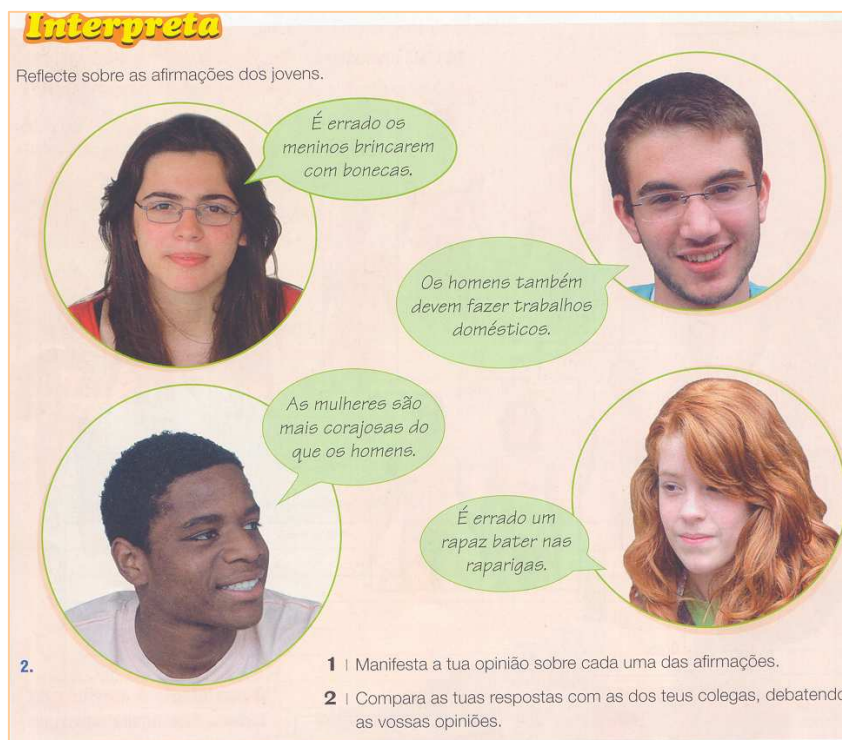 Interpreta
Reflecte sobre as afirmações dos jovens.
É errado os
meninos brincarem
com bonecas.
Os homens também
devem fazer trabalhos
domésticos.
As mulheres são
mais corajosas do
que os homens.
É errado um
rapaz bater nas
raparigas.
2.
1 | Manifesta a tua opinião sobre cada uma das afirmações.
2 | Compara as tuas respostas com as dos teus colegas, debatendo
as vossas opiniões.